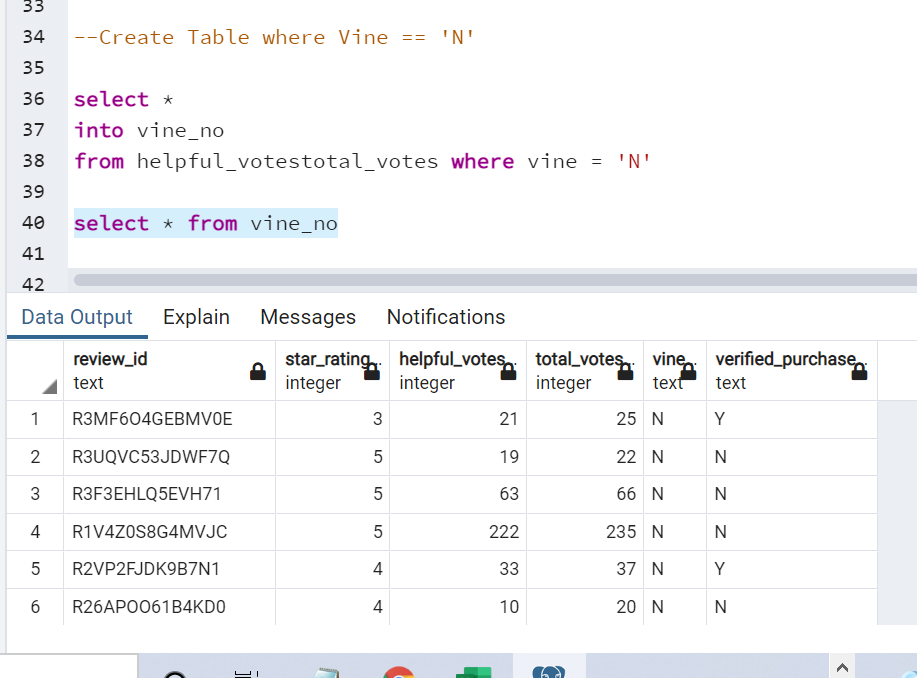 33
34 --Create Table where Vine == 'N'
35
36 select *
37 into vine_no
38 from helpful_votestotal_votes where vine = 'N'
39
40 select * from vine_no
41
42
Data Output Explain Messages Notifications
review_id star_rating.. helpful_votes.. total_votes.. vine.. verified_purchase..
text integer integer integer text text
1 R3MF6O4GEBMV0E 3 21 25 N Y
2 R3UQVC53JDWF7Q 5 19 22 N N
3 R3F3EHLQ5EVH71 5 63 66 N N
4 R1V4Z0S8G4MVJC 5 222 235 N N
5 R2VP2FJDK9B7N1 4 33 37 N Y
6 R26APOO61B4KD0 4 10 20 N N